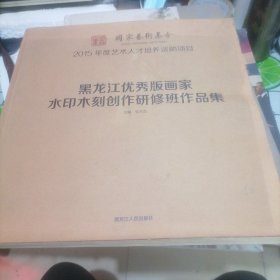 国家艺术基金
2015年度艺术人才培养资助项目
黑龙江优秀版画家
水印木刻创作研修班作品集
黑龙江人民出版社